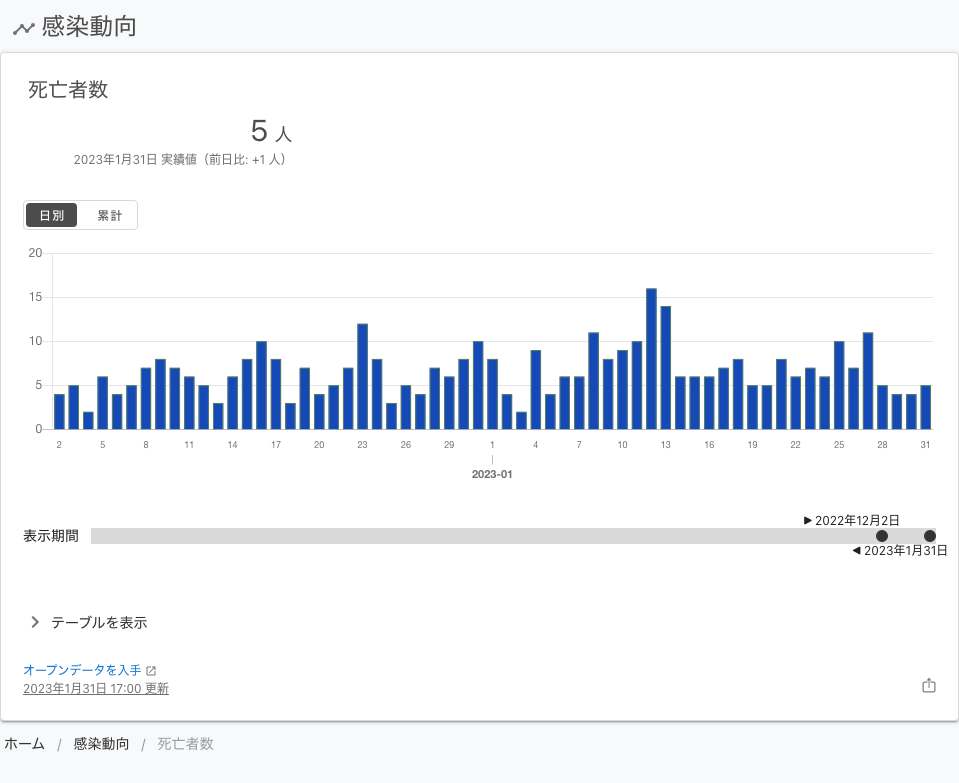 感染動向
死亡者数
5 人
2023年1月31日 実績値（前日比: +1 人）
日別 累計
20
15
10
5
0
2 5 8 11 14 17 20 23 26 29 1 4 7 10 13 16 19 22 25 28 31
2023-01
▶ 2022年12月2日
表示期間
◀ 2023年1月31日
テーブルを表示
オープンデータを入手
2023年1月31日 17:00 更新
ホーム / 感染動向 / 死亡者数